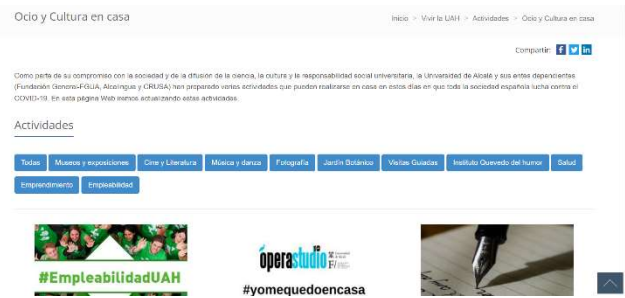 Ocio y Cultura en casa
Inicio > Vivir la UAH > Actividades > Ocio y Cultura en casa
Compartir:
Como parte de su compromiso con la sociedad y de la difusión de la ciencia, la cultura y la responsabilidad social universitaria, la Universidad de Alcalá y sus entes dependientes
(Fundación General-FGUA, Alcalingua y CRUSA) han preparado varias actividades que pueden realizarse en casa en estos días en que toda la sociedad española lucha contra el
COVID-19. En esta página Web iremos actualizando estas actividades.
Actividades
Todas Museos y exposiciones Cine y Literatura Música y danza Fotografía Jardín Botánico Visitas Guiadas Instituto Quevedo del humor Salud
Emprendimiento Empleabilidad
óperastudio
#EmpleabilidadUAH
#yomequedoencasa